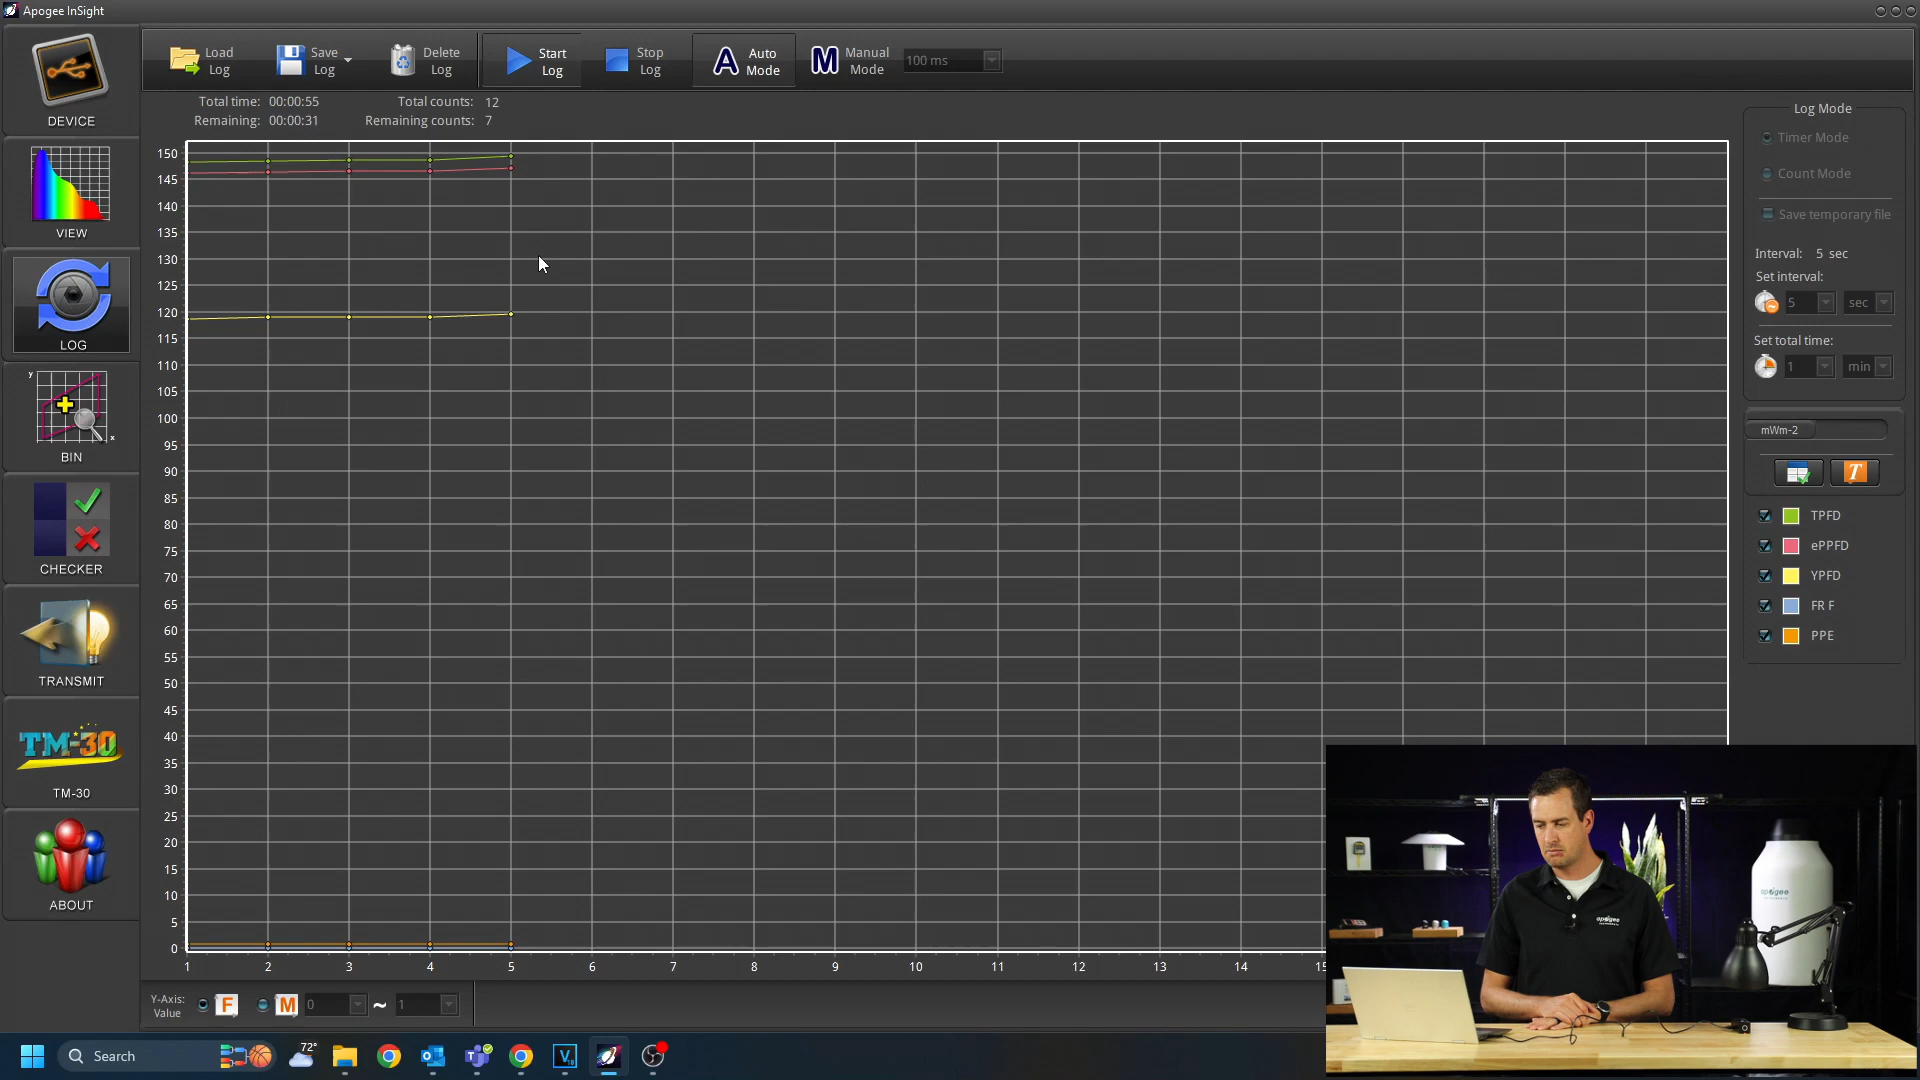 Apogee InSight
DEVICE
VIEW
LOG
BIN
CHECKER
TRANSMIT
TM-30
TM-30
ABOUT
Load Log
Save Log
Delete Log
Start Log
Stop Log
A Auto Mode
M Manual Mode
100 ms
Total time: 00:00:55
Total counts: 12
Remaining: 00:00:31
Remaining counts: 7
150
145
140
135
130
125
120
115
110
105
100
95
90
85
80
75
70
65
60
55
50
45
40
35
30
25
20
15
10
5
0
1 2 3 4 5 6 7 8 9 10 11 12 13 14 15
Y-Axis: Value
F
M
0 ~ 1
Log Mode
Timer Mode
Count Mode
Save temporary file
Interval: 5 sec
Set interval:
5 sec
Set total time:
1 min
mWm-2
T
TPFD
ePPFD
YPFD
FR F
PPE
y
x
apogee
apogee
Search
72°